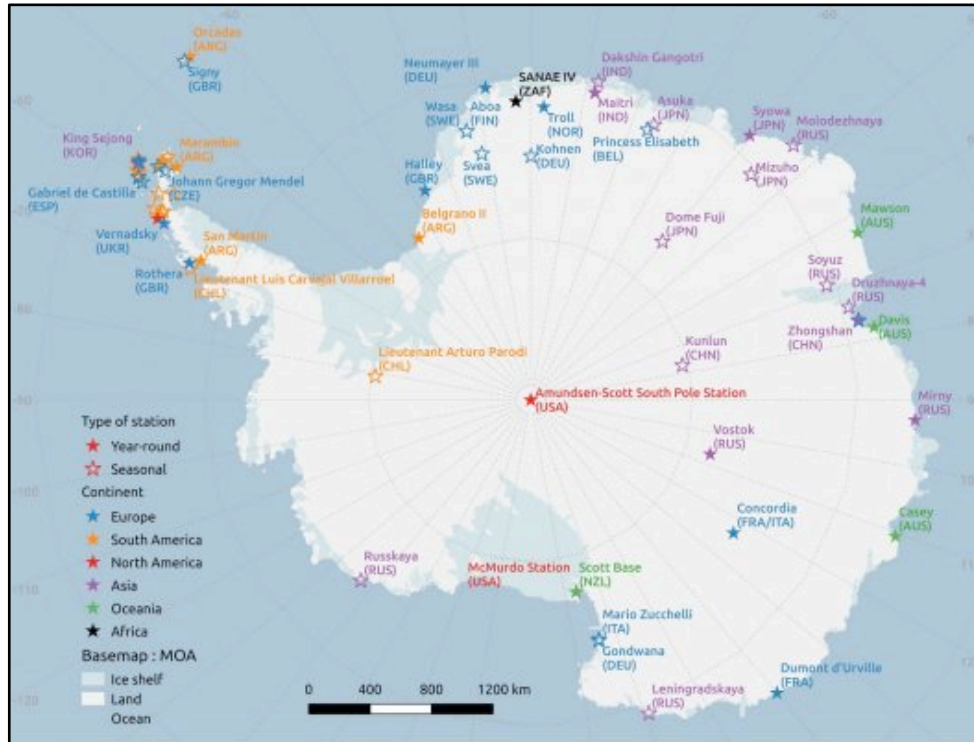 Orcadas
(ARG)
Signy
(GBR)
Neumayer III
(DEU)
SANAE IV
(ZAF)
Dakshin Gangotri
(IND)
Wasa
(SWE)
Aboa
(FIN)
Troll
(NOR)
Maitri
(IND)
Asuka
(JPN)
Syowa
(JPN)
Molodezhnaya
(RUS)
King Sejong
(KOR)
Marambio
(ARG)
Halley
(GBR)
Svea
(SWE)
Kohnen
(DEU)
Princess Elisabeth
(BEL)
Mizuho
(JPN)
Gabriel de Castilla
(ESP)
Johann Gregor Mendel
(CZE)
Belgrano II
(ARG)
Dome Fuji
(JPN)
Mawson
(AUS)
Vernadsky
(UKR)
San Martin
(ARG)
Rothera
(GBR)
Lieutenant Luis Carvajal Villarroel
(CHL)
Soyuz
(RUS)
Druzhnaya-4
(RUS)
Zhongshan
(CHN)
Davis
(AUS)
Kunlun
(CHN)
Lieutenant Arturo Parodi
(CHL)
Amundsen-Scott South Pole Station
(USA)
Mirny
(RUS)
Vostok
(RUS)
Concordia
(FRA/ITA)
Casey
(AUS)
Russkaya
(RUS)
McMurdo Station
(USA)
Scott Base
(NZL)
Mario Zucchelli
(ITA)
Gondwana
(DEU)
Leningradskaya
(RUS)
Dumont d'Urville
(FRA)
Type of station
Year-round
Seasonal
Continent
Europe
South America
North America
Asia
Oceania
Africa
Basemap : MOA
Ice shelf
Land
Ocean
0 400 800 1200 km
-90
-100
-110
-120